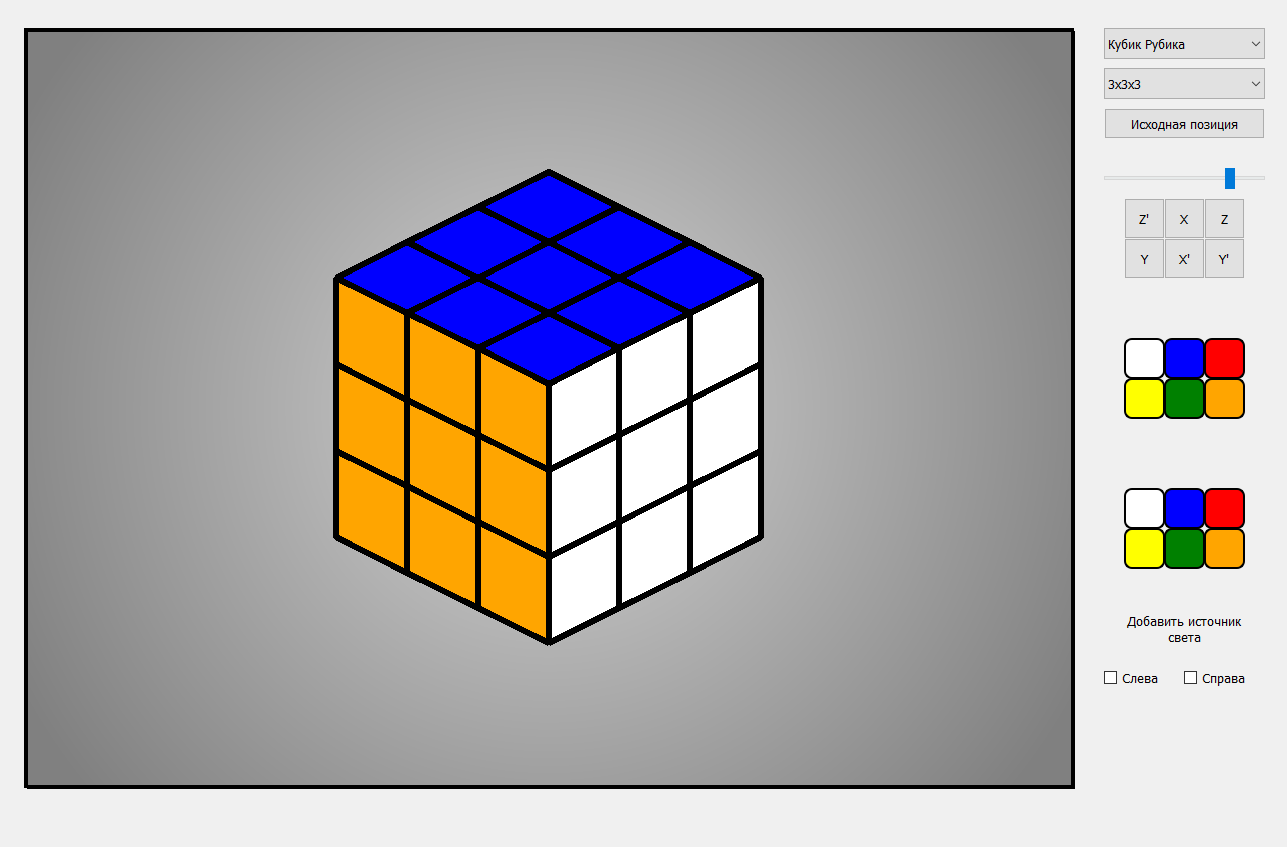 Кубик Рубика
3x3x3
Исходная позиция
Z' X Z
Y X' Y'
Добавить источник
света
Слева Справа